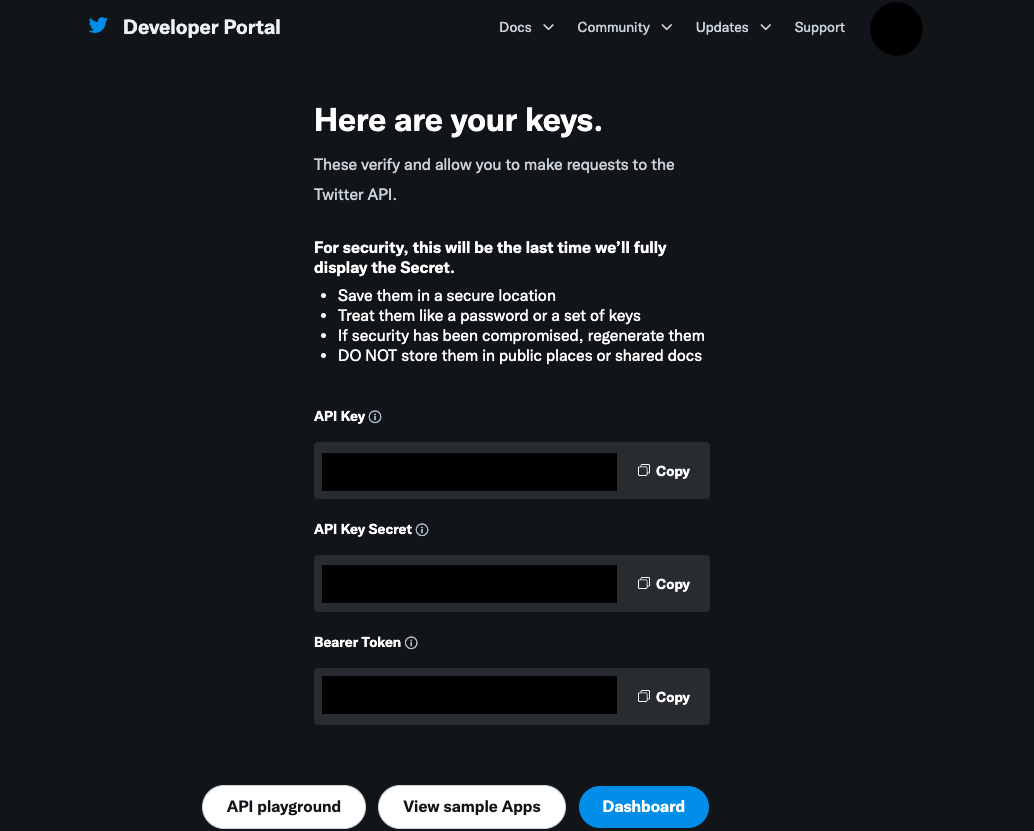 Developer Portal
Docs Community Updates Support
Here are your keys.
These verify and allow you to make requests to the
Twitter API.
For security, this will be the last time we’ll fully
display the Secret.
• Save them in a secure location
• Treat them like a password or a set of keys
• If security has been compromised, regenerate them
• DO NOT store them in public places or shared docs
API Key
Copy
API Key Secret
Copy
Bearer Token
Copy
API playground View sample Apps Dashboard